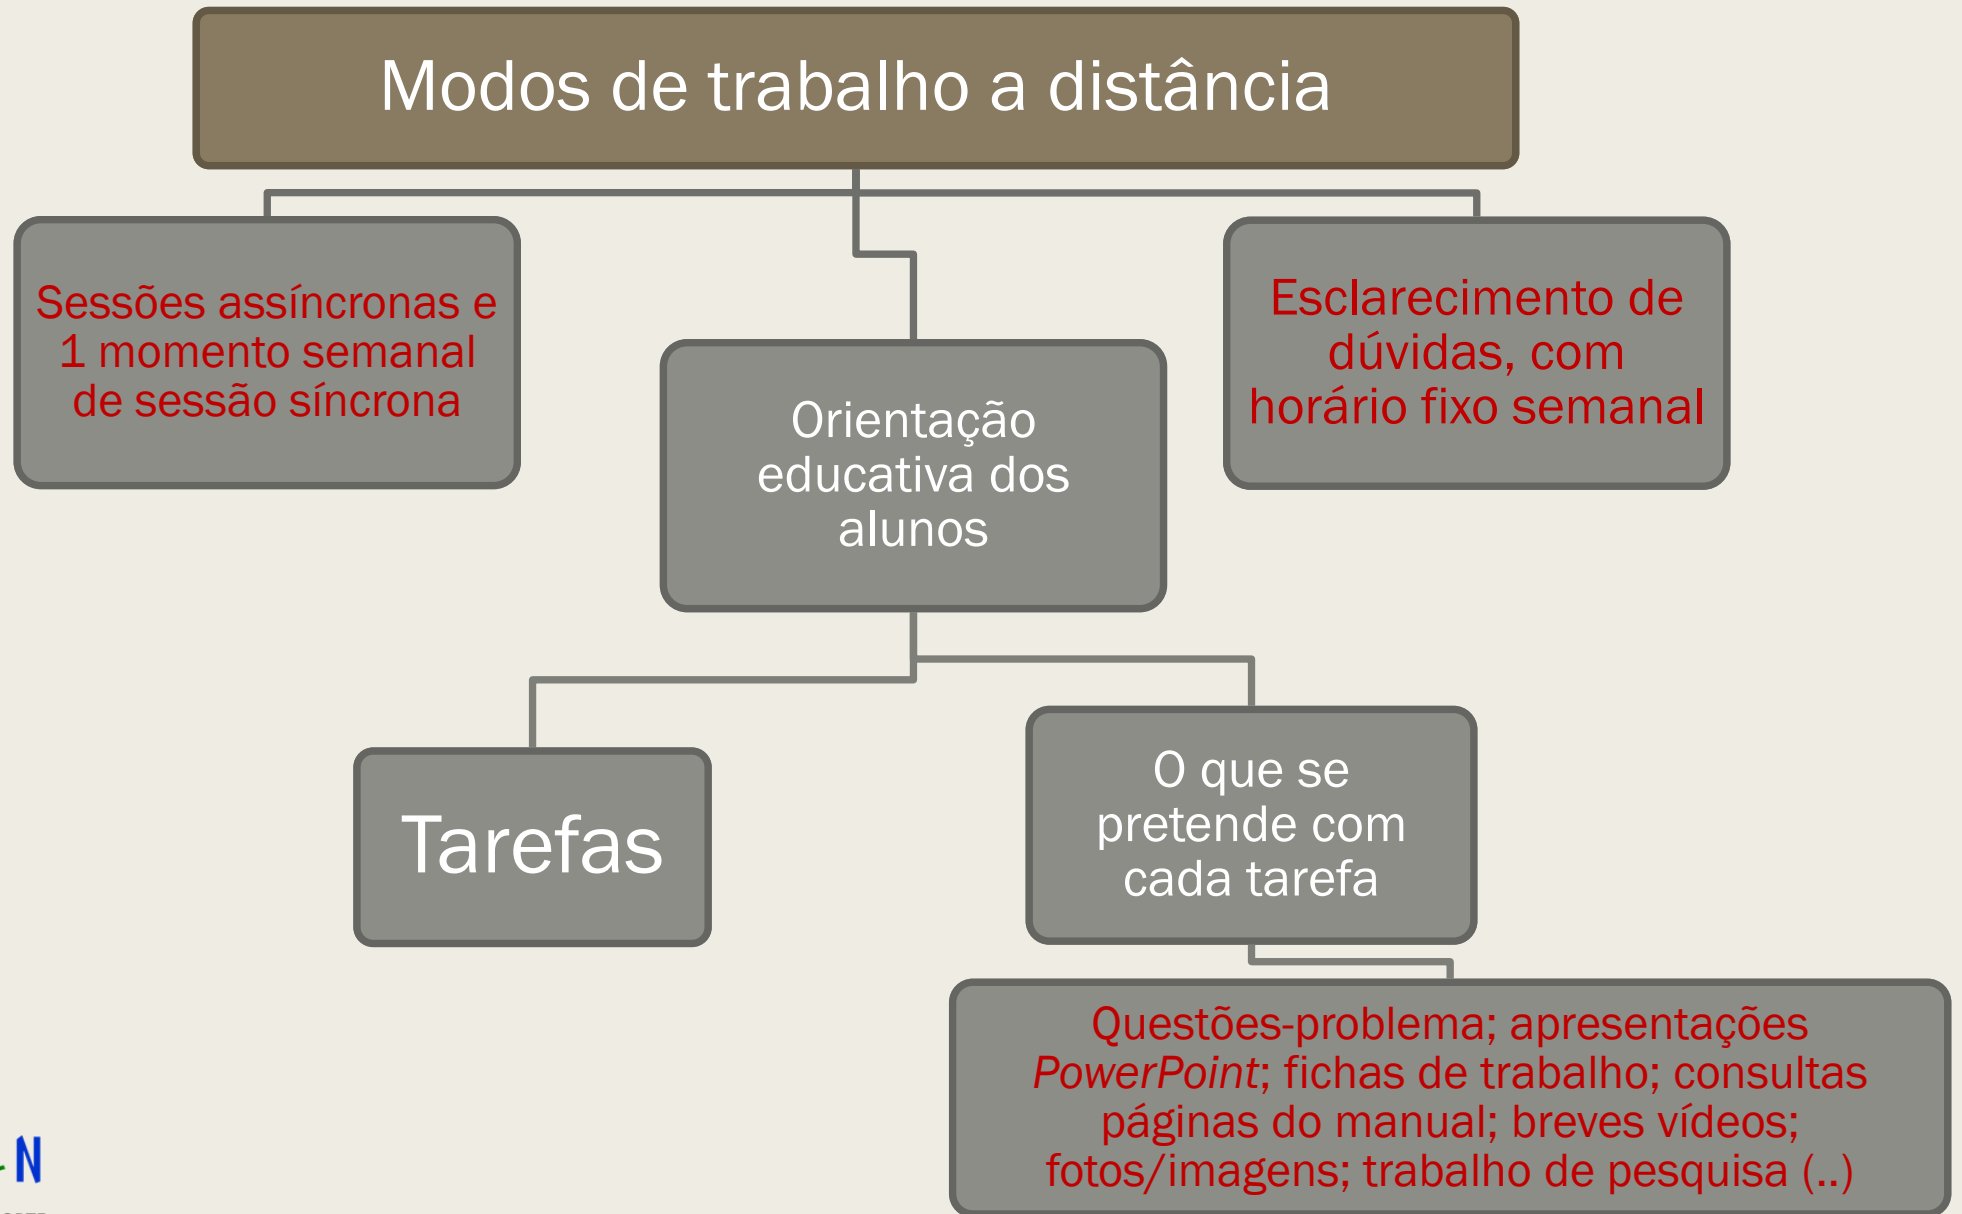 Modos de trabalho a distância
Sessões assíncronas e
1 momento semanal
de sessão síncrona
Orientação
educativa dos
alunos
Esclarecimento de
dúvidas, com
horário fixo semanal
Tarefas
O que se
pretende com
cada tarefa
Questões-problema; apresentações
PowerPoint; fichas de trabalho; consultas
páginas do manual; breves vídeos;
fotos/imagens; trabalho de pesquisa (..)
N